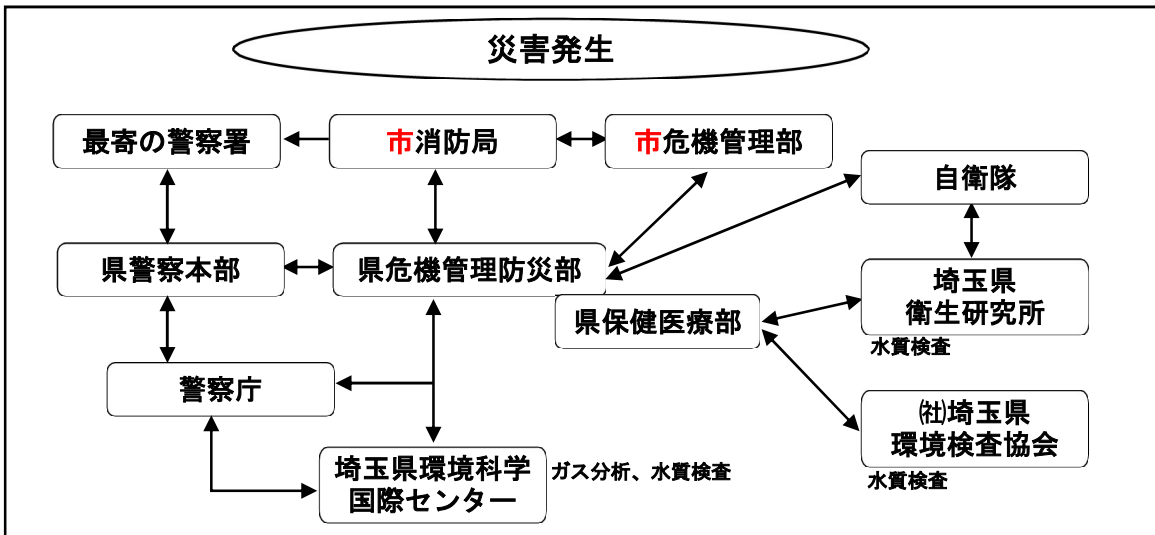 災害発生
最寄の警察署
市消防局
市危機管理部
自衛隊
県警察本部
県危機管理防災部
県保健医療部
埼玉県
衛生研究所
水質検査
警察庁
㈳埼玉県
環境検査協会
水質検査
埼玉県環境科学
国際センター
ガス分析、水質検査